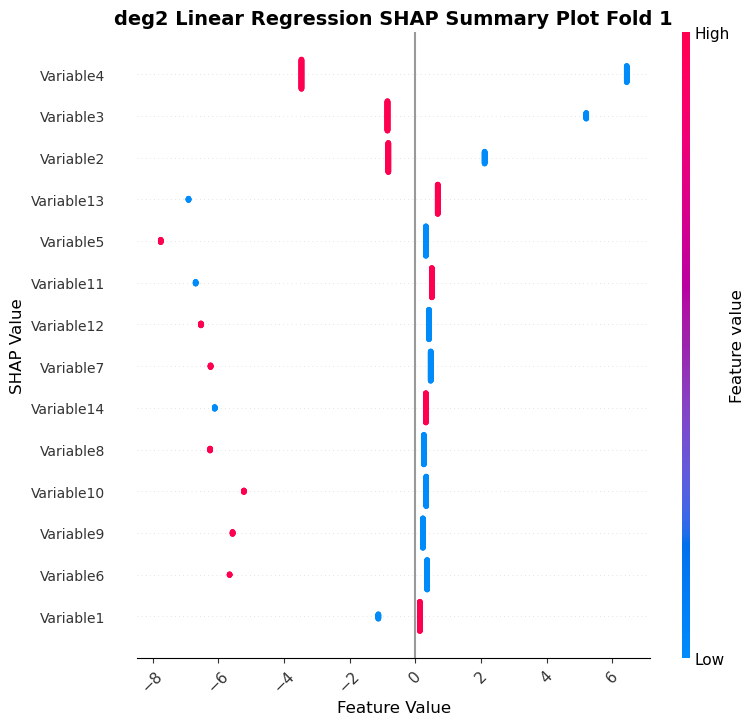 deg2 Linear Regression SHAP Summary Plot Fold 1
High
Variable4
Variable3
Variable2
Variable13
Variable5
Variable11
Variable12
Variable7
Variable14
Variable8
Variable10
Variable9
Variable6
Variable1
SHAP Value
Feature value
Low
−8 −6 −4 −2 0 2 4 6
Feature Value